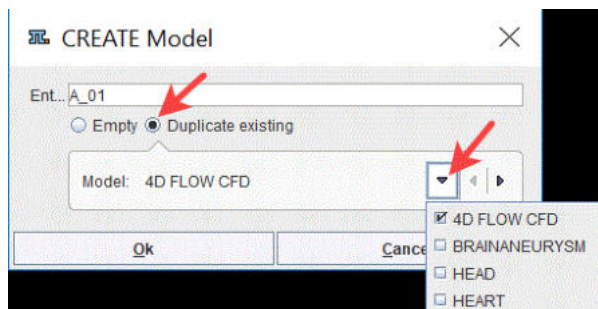 CREATE Model
Ent... A_01
Empty Duplicate existing
Model: 4D FLOW CFD
4D FLOW CFD
Ok Cance
BRAINANEURYSM
HEAD
HEART